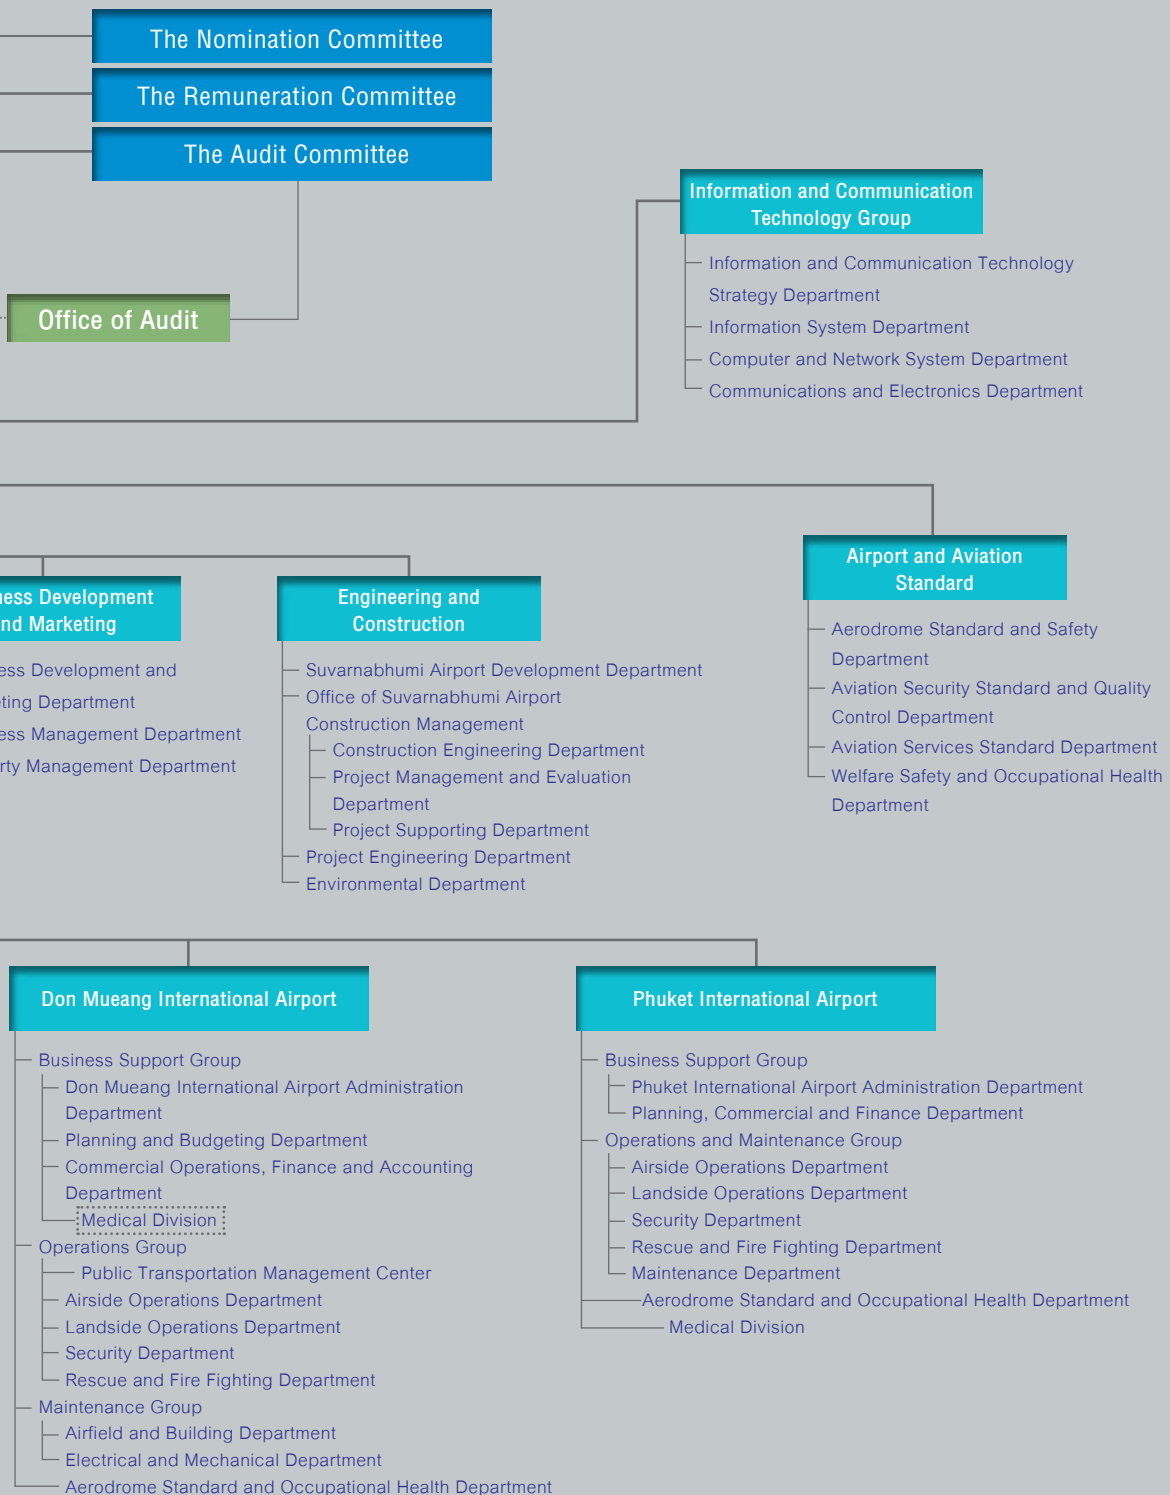 The Nomination Committee
The Remuneration Committee
The Audit Committee
Information and Communication
Technology Group
Information and Communication Technology
Strategy Department
Information System Department
Computer and Network System Department
Communications and Electronics Department
Office of Audit
Airport and Aviation
Standard
Aerodrome Standard and Safety
Department
Aviation Security Standard and Quality
Control Department
Aviation Services Standard Department
Welfare Safety and Occupational Health
Department
ness Development
nd Marketing
ess Development and
ting Department
ess Management Department
rty Management Department
Engineering and
Construction
Suvarnabhumi Airport Development Department
Office of Suvarnabhumi Airport
Construction Management
Construction Engineering Department
Project Management and Evaluation
Department
Project Supporting Department
Project Engineering Department
Environmental Department
Don Mueang International Airport
Business Support Group
Don Mueang International Airport Administration
Department
Planning and Budgeting Department
Commercial Operations, Finance and Accounting
Department
Medical Division
Operations Group
Public Transportation Management Center
Airside Operations Department
Landside Operations Department
Security Department
Rescue and Fire Fighting Department
Maintenance Group
Airfield and Building Department
Electrical and Mechanical Department
Aerodrome Standard and Occupational Health Department
Phuket International Airport
Business Support Group
Phuket International Airport Administration Department
Planning, Commercial and Finance Department
Operations and Maintenance Group
Airside Operations Department
Landside Operations Department
Security Department
Rescue and Fire Fighting Department
Maintenance Department
Aerodrome Standard and Occupational Health Department
Medical Division